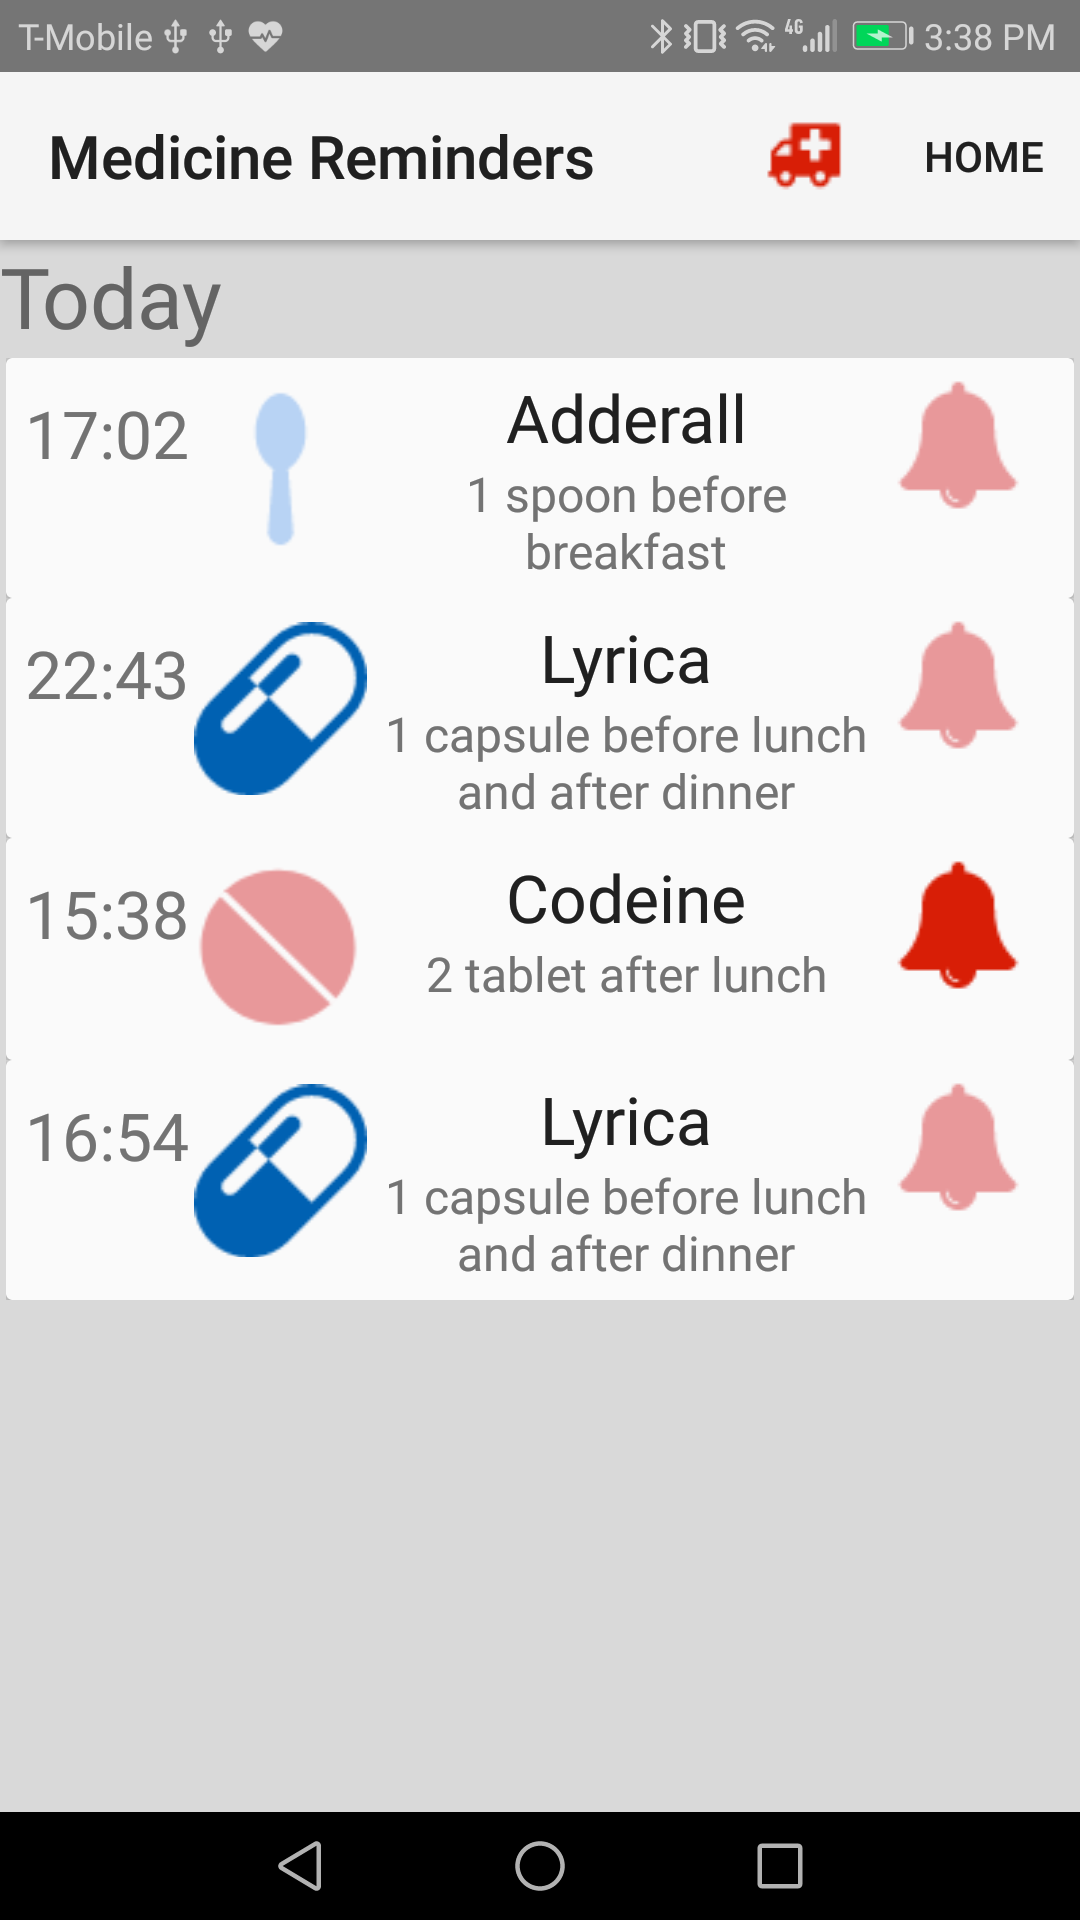 T-Mobile 4G 3:38 PM
Medicine Reminders HOME
Today
17:02 Adderall
1 spoon before
breakfast
22:43 Lyrica
1 capsule before lunch
and after dinner
15:38 Codeine
2 tablet after lunch
16:54 Lyrica
1 capsule before lunch
and after dinner